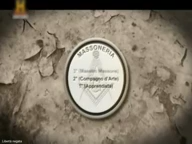 MASSONERIA
3° (Maestro Massone)
2° (Compagno d'Arte)
1° (Apprendista)